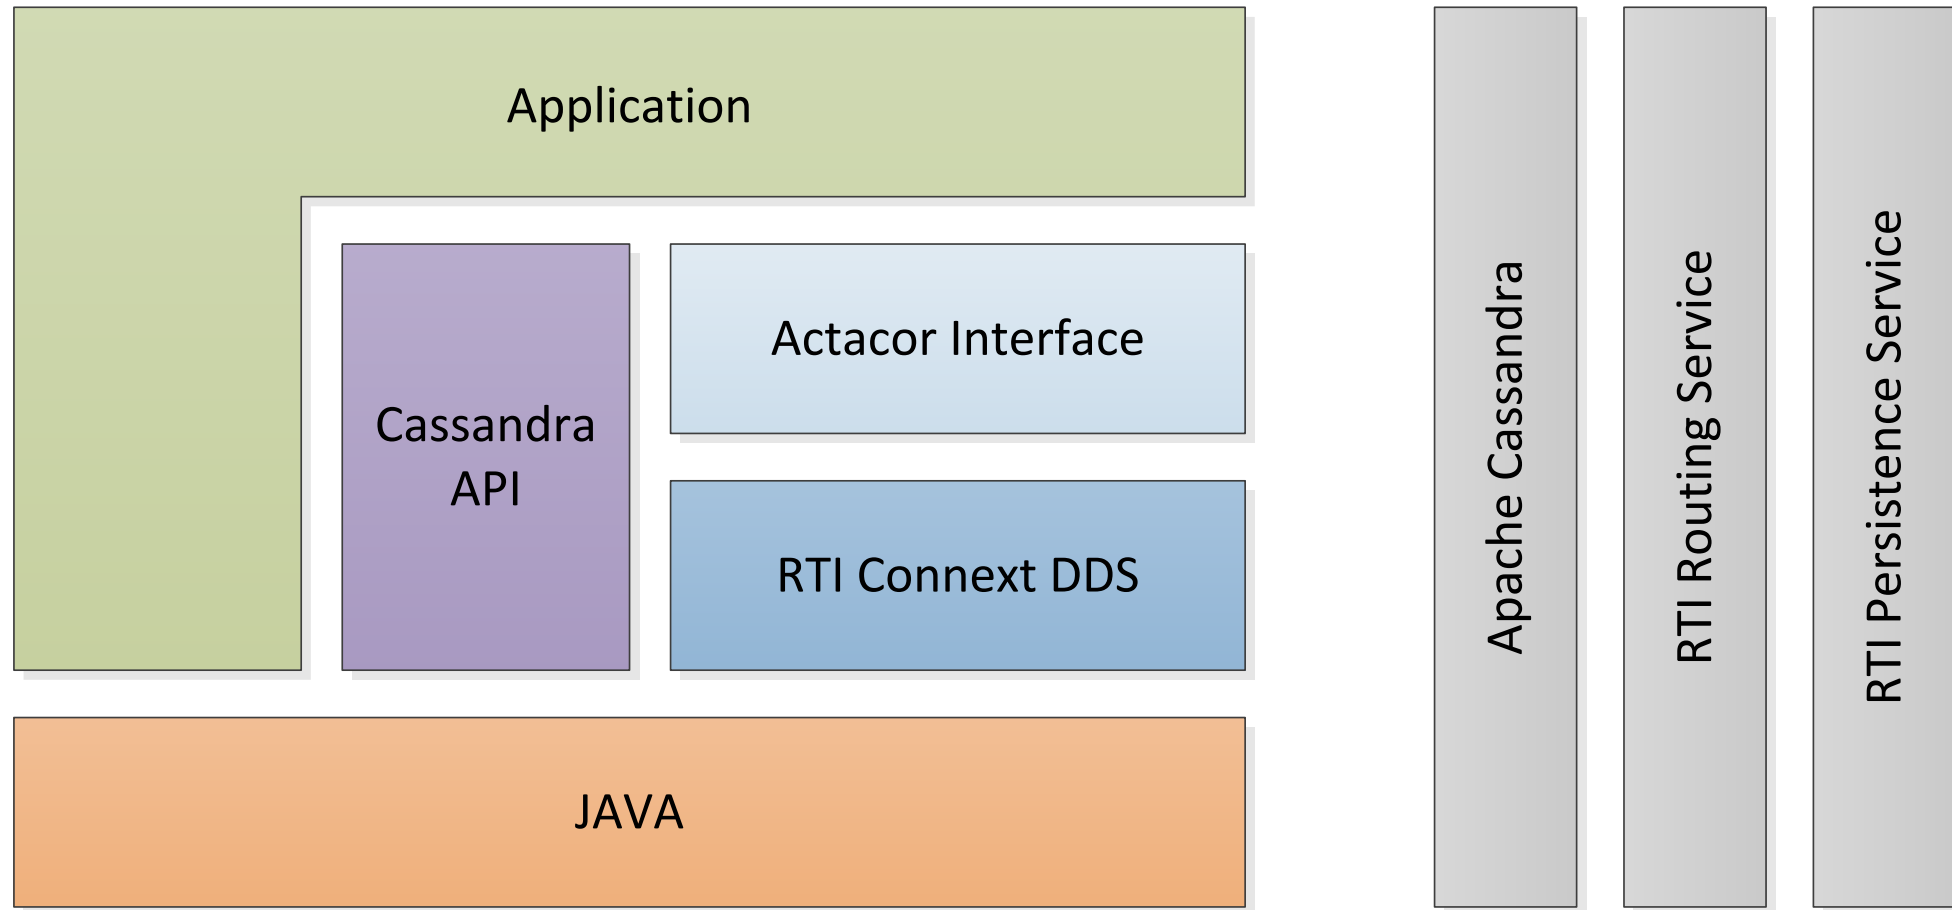 Application
Cassandra
API
Actacor Interface
RTI Connext DDS
JAVA
Apache Cassandra
RTI Routing Service
RTI Persistence Service